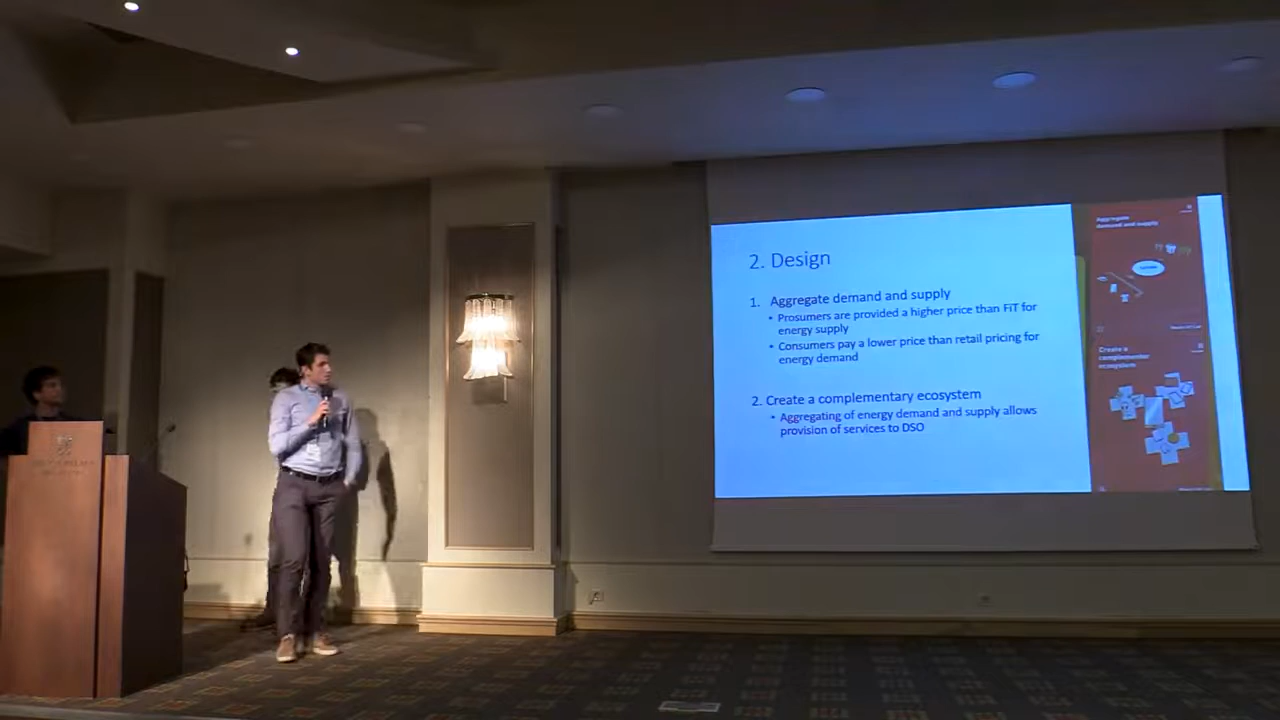 2. Design
1. Aggregate demand and supply
• Prosumers are provided a higher price than FiT for
energy supply
• Consumers pay a lower price than retail pricing for
energy demand
2. Create a complementary ecosystem
• Aggregating of energy demand and supply allows
provision of services to DSO
Aggregate
demand and supply
Create a
complementary
ecosystem